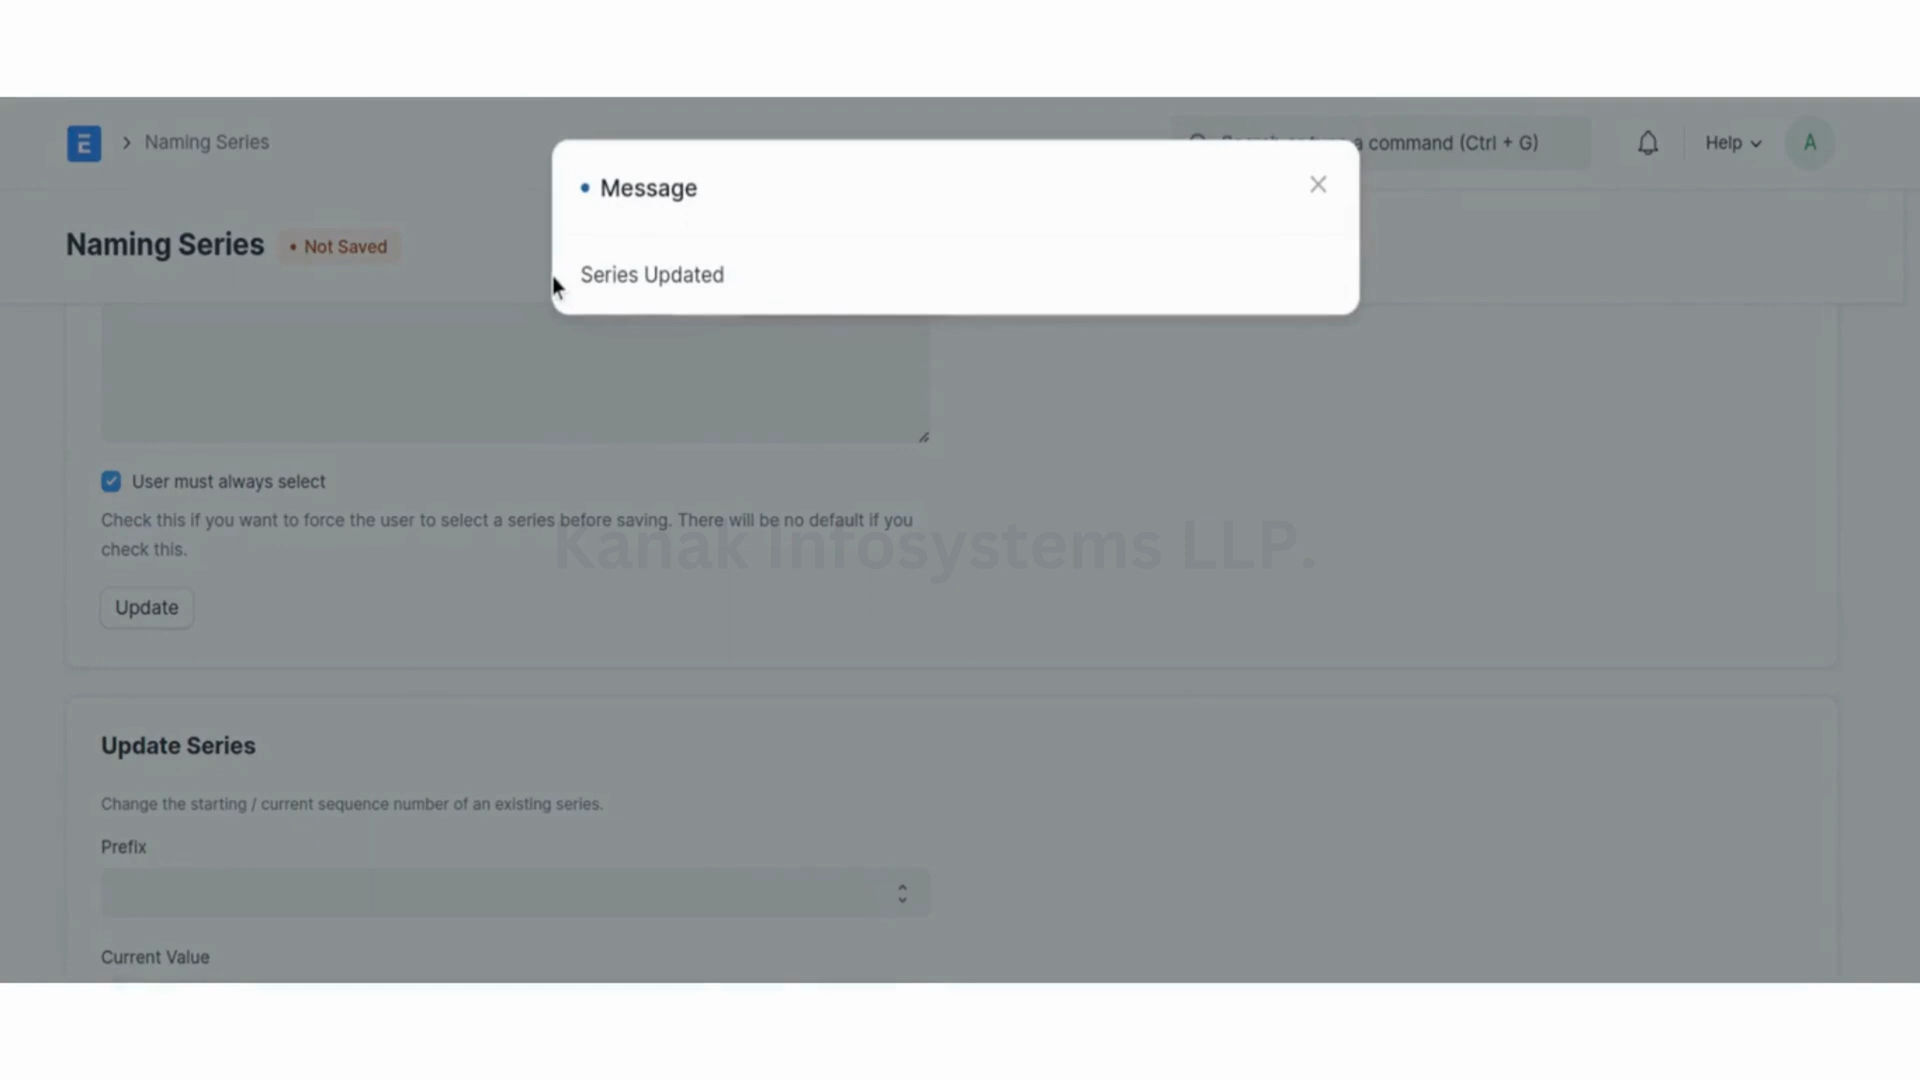 E
Naming Series
a command (Ctrl + G)
Help
A
Message
Naming Series
Not Saved
Series Updated
User must always select
Check this if you want to force the user to select a series before saving. There will be no default if you
check this.
Kanak Infosystems LLP.
Update
Update Series
Change the starting / current sequence number of an existing series.
Prefix
Current Value